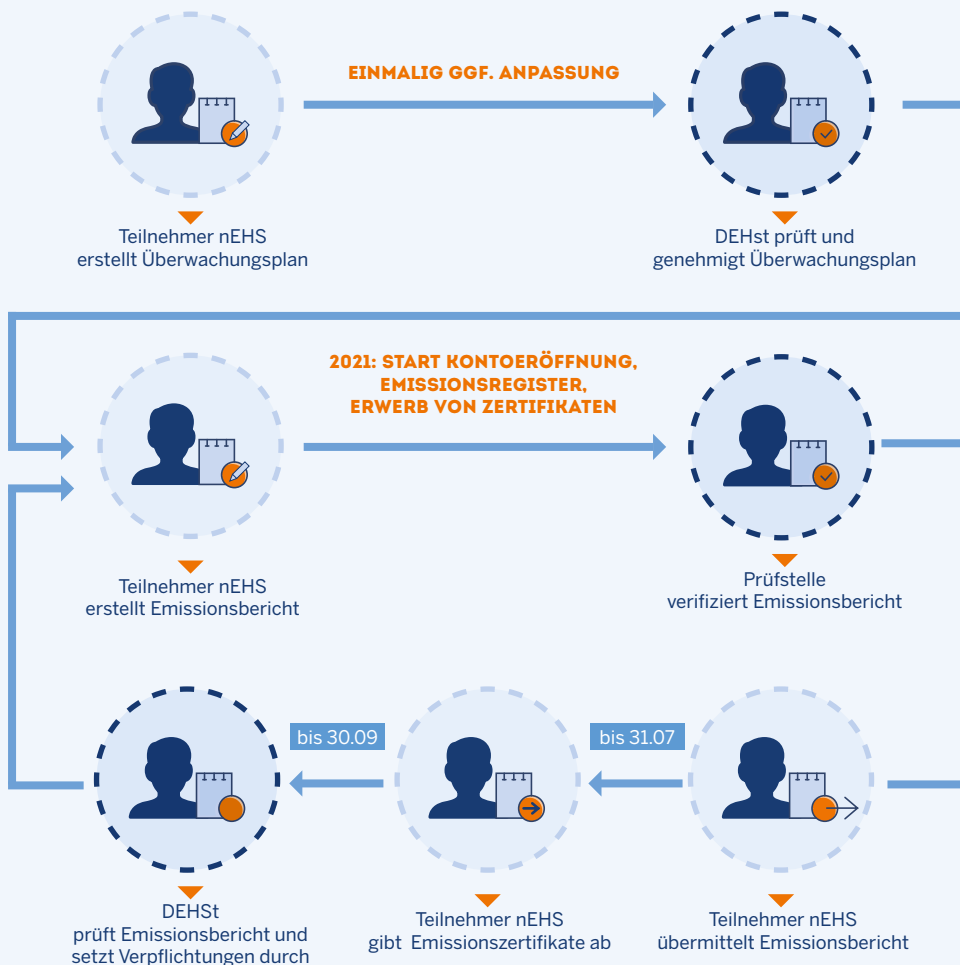 EINMALIG GGF. ANPASSUNG
Teilnehmer nEHS
erstellt Überwachungsplan
DEHst prüft und
genehmigt Überwachungsplan
2021: START KONTOERÖFFNUNG,
EMISSIONSREGISTER,
ERWERB VON ZERTIFIKATEN
Teilnehmer nEHS
erstellt Emissionsbericht
Prüfstelle
verifiziert Emissionsbericht
bis 30.09
bis 31.07
DEHSt
prüft Emissionsbericht und
setzt Verpflichtungen durch
Teilnehmer nEHS
gibt Emissionszertifikate ab
Teilnehmer nEHS
übermittelt Emissionsbericht